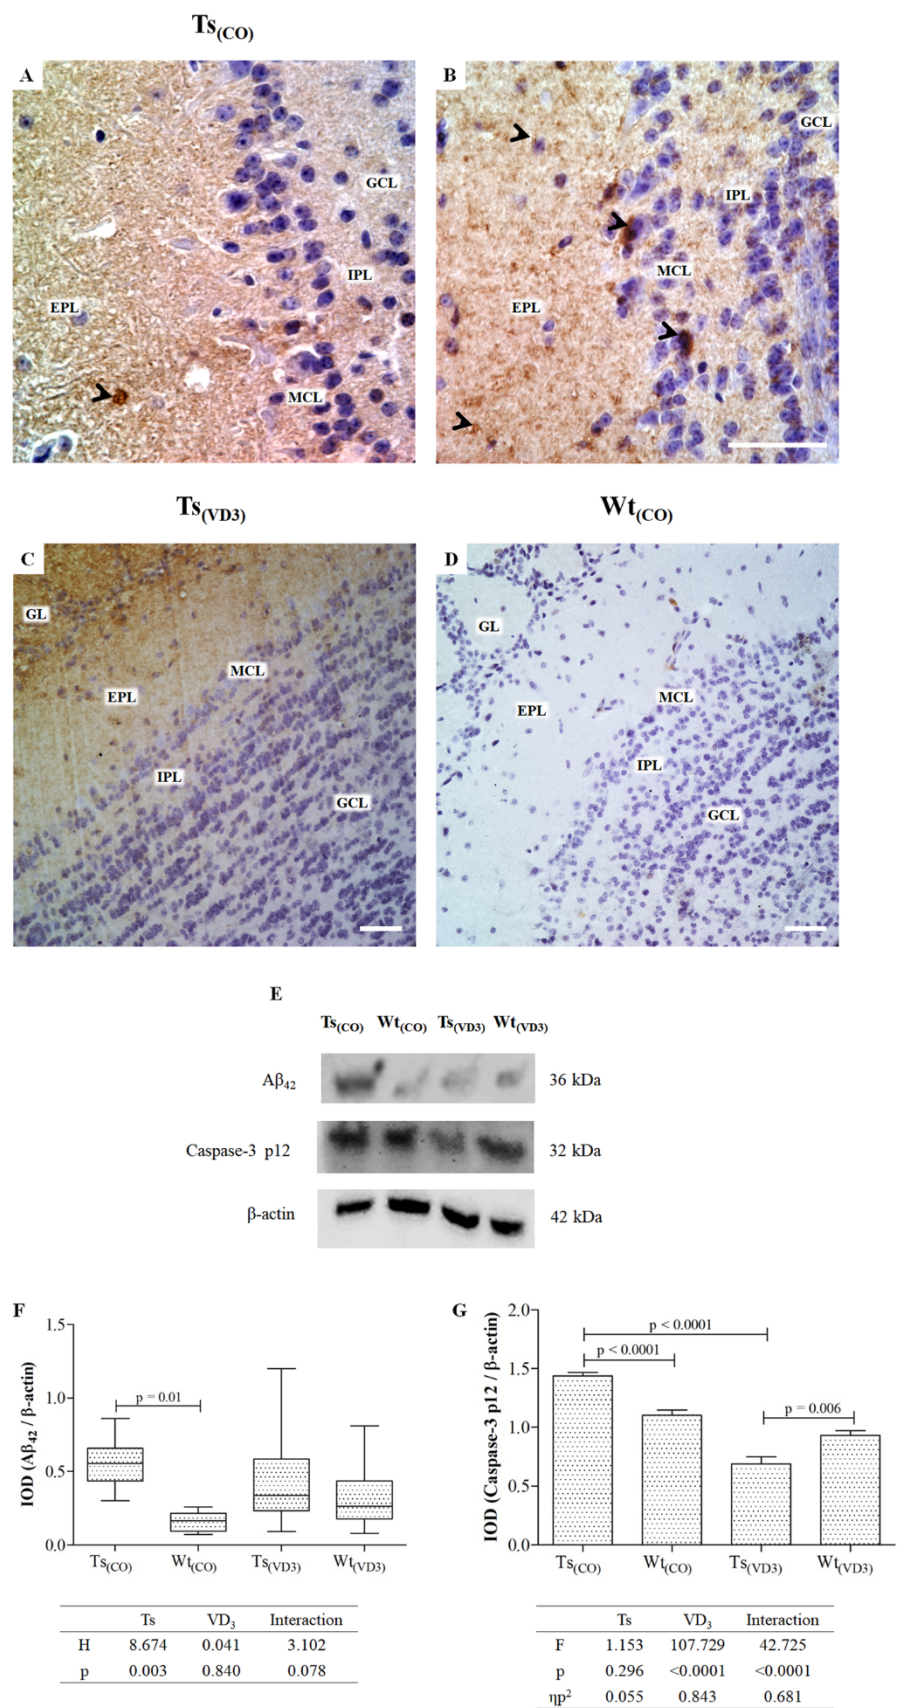 Ts(CO)
A
GCL
IPL
EPL
MCL
B
GCL
IPL
MCL
EPL
Ts(VD3)
Wt(CO)
C
GL
MCL
EPL
IPL
GCL
D
GL
MCL
EPL
IPL
GCL
E
Ts(CO) Wt(CO) Ts(VD3) Wt(VD3)
Aβ42 36 kDa
Caspase-3 p12 32 kDa
β-actin 42 kDa
F
IOD (Aβ42 / β-actin)
1.5
1.0
0.5
0.0
p = 0.01
Ts(CO) Wt(CO) Ts(VD3) Wt(VD3)
Ts VD3 Interaction
H 8.674 0.041 3.102
p 0.003 0.840 0.078
G
IOD (Caspase-3 p12 / β-actin)
2.0
1.5
1.0
0.5
0.0
p < 0.0001
p < 0.0001
p = 0.006
Ts(CO) Wt(CO) Ts(VD3) Wt(VD3)
Ts VD3 Interaction
F 1.153 107.729 42.725
p 0.296 <0.0001 <0.0001
ηp² 0.055 0.843 0.681